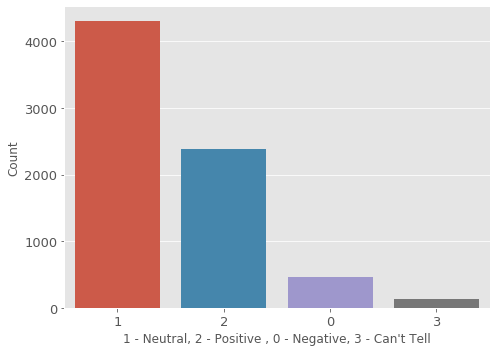 4000
3000
2000
1000
0
Count
1 2 0 3
1 - Neutral, 2 - Positive , 0 - Negative, 3 - Can't Tell